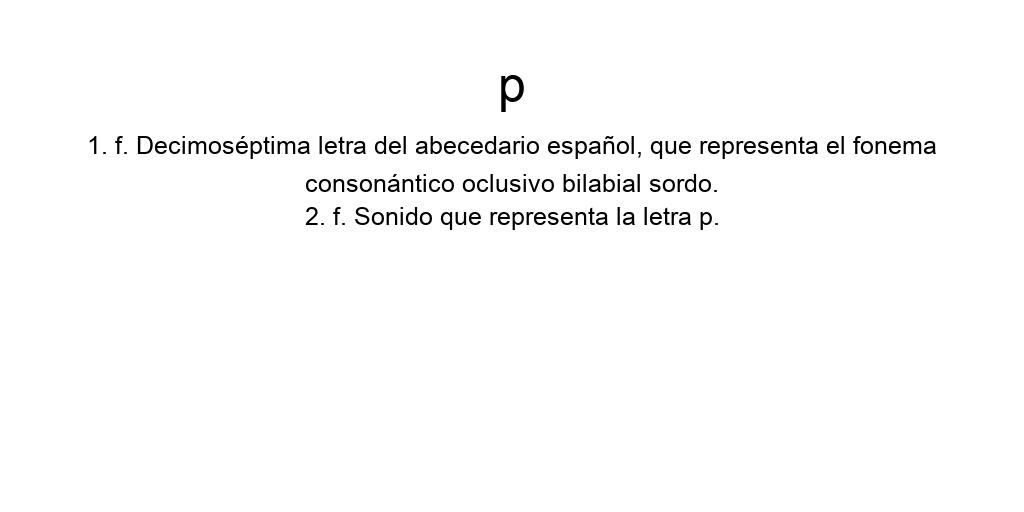 p
1. f. Decimoséptima letra del abecedario español, que representa el fonema
consonántico oclusivo bilabial sordo.
2. f. Sonido que representa la letra p.